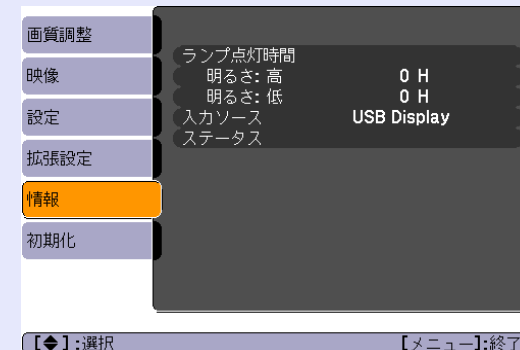 画質調整
映像
設定
拡張設定
情報
初期化
ランプ点灯時間
明るさ: 高 0 H
明るさ: 低 0 H
入力ソース USB Display
ステータス
【◆】:選択 【メニュー】:終了